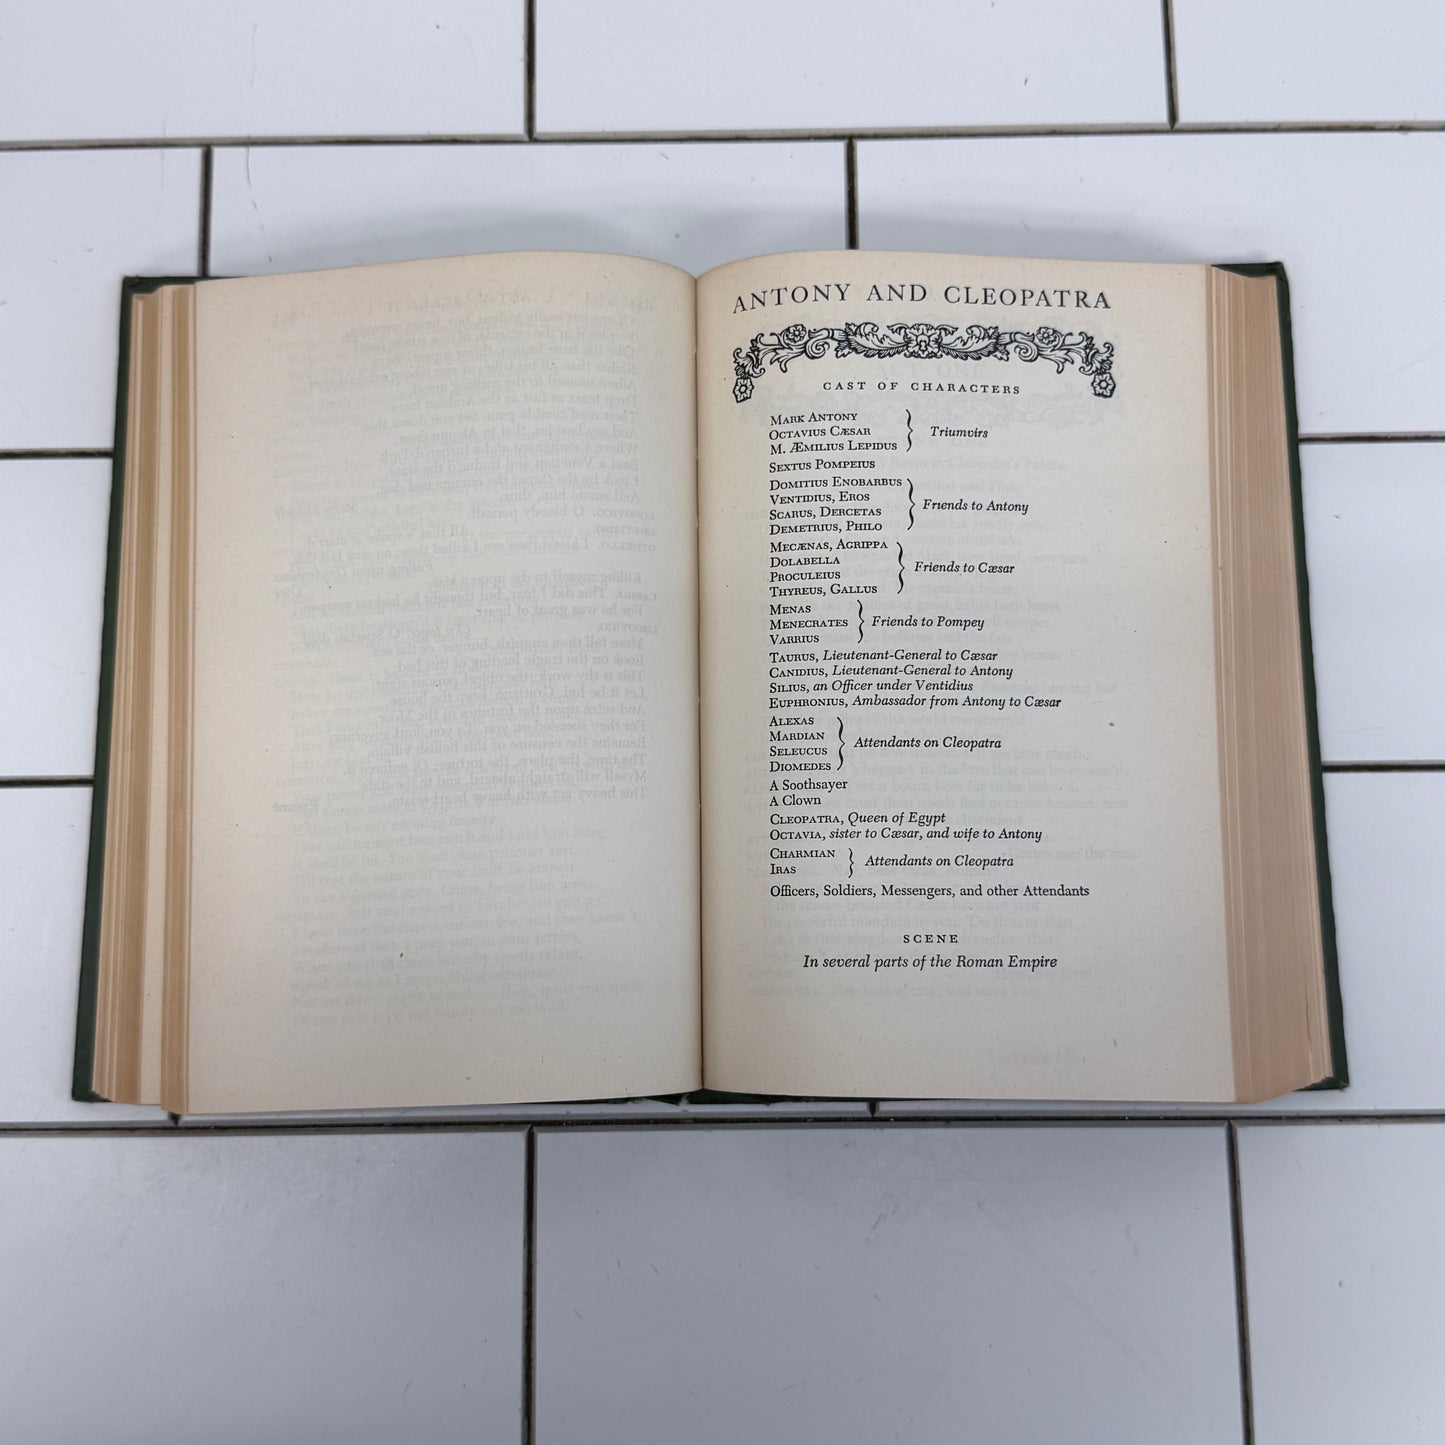 ANTONY AND CLEOPATRA
CAST OF CHARACTERS
MARK ANTONY
OCTAVIUS CÆSAR
M. ÆMILIUS LEPIDUS
Triumvirs
SEXTUS POMPEIUS
DOMITIUS ENOBARBUS
VENTIDIUS, EROS
SCARUS, DERCETAS
DEMETRIUS, PHILO
Friends to Antony
MECÆNAS, AGRIPPA
DOLABELLA
PROCULEIUS
THYREUS, GALLUS
Friends to Cæsar
MENAS
MENECRATES
VARRIUS
Friends to Pompey
TAURUS, Lieutenant-General to Cæsar
CANIDIUS, Lieutenant-General to Antony
SILIUS, an Officer under Ventidius
EUPHRONIUS, Ambassador from Antony to Cæsar
ALEXAS
MARDIAN
SELEUCUS
DIOMEDES
Attendants on Cleopatra
A Soothsayer
A Clown
CLEOPATRA, Queen of Egypt
OCTAVIA, sister to Cæsar, and wife to Antony
CHARMIAN
IRAS
Attendants on Cleopatra
Officers, Soldiers, Messengers, and other Attendants
SCENE
In several parts of the Roman Empire